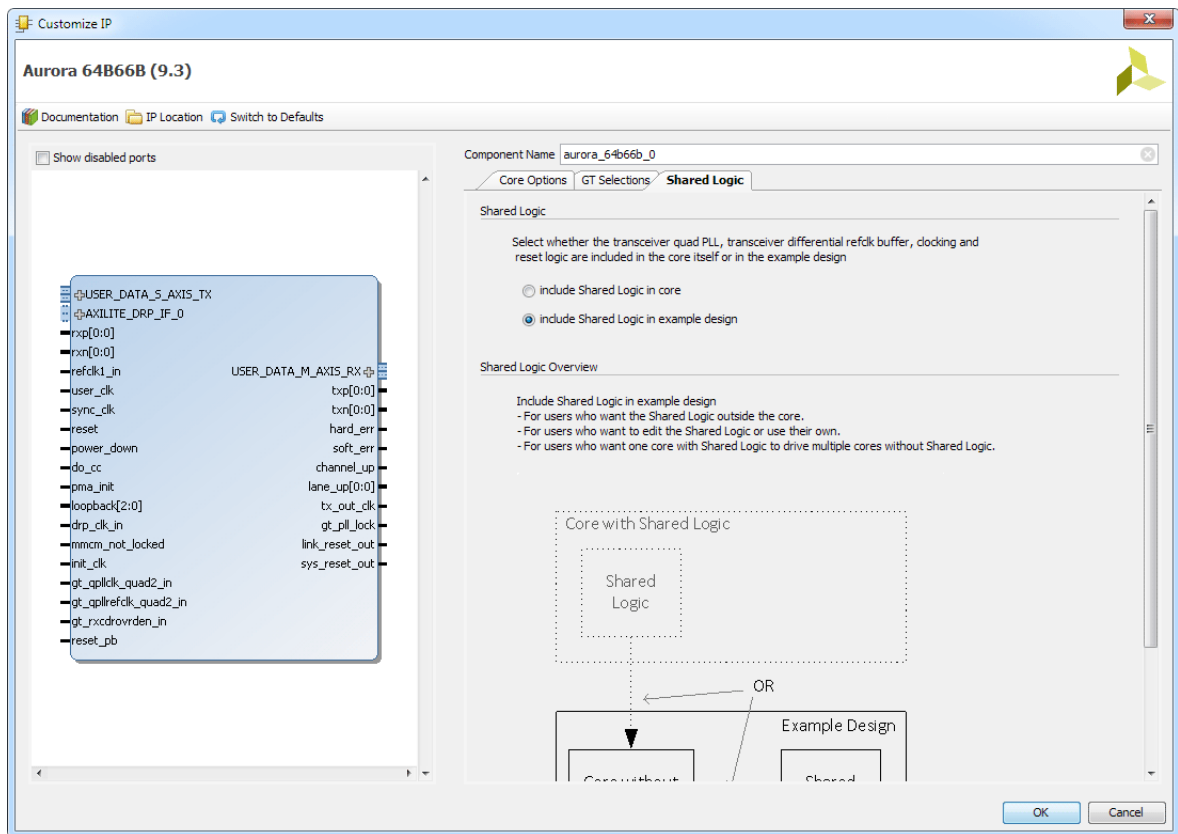 Customize IP
Aurora 64B66B (9.3)
Documentation IP Location Switch to Defaults
Show disabled ports
USER_DATA_S_AXIS_TX
AXILITE_DRP_IF_0
rxp[0:0]
rxn[0:0]
refclk1_in
user_clk
sync_clk
reset
power_down
do_cc
pma_init
loopback[2:0]
drp_clk_in
mmcm_not_locked
init_clk
gt_qpllclk_quad2_in
gt_qpllrefclk_quad2_in
gt_rxcdrovrden_in
reset_pb
USER_DATA_M_AXIS_RX
txp[0:0]
txn[0:0]
hard_err
soft_err
channel_up
lane_up[0:0]
tx_out_clk
gt_pll_lock
link_reset_out
sys_reset_out
Component Name aurora_64b66b_0
Core Options GT Selections Shared Logic
Shared Logic
Select whether the transceiver quad PLL, transceiver differential refclk buffer, clocking and
reset logic are included in the core itself or in the example design
include Shared Logic in core
include Shared Logic in example design
Shared Logic Overview
Include Shared Logic in example design
- For users who want the Shared Logic outside the core.
- For users who want to edit the Shared Logic or use their own.
- For users who want one core with Shared Logic to drive multiple cores without Shared Logic.
Core with Shared Logic
Shared
Logic
OR
Example Design
Core without
Shared
OK Cancel